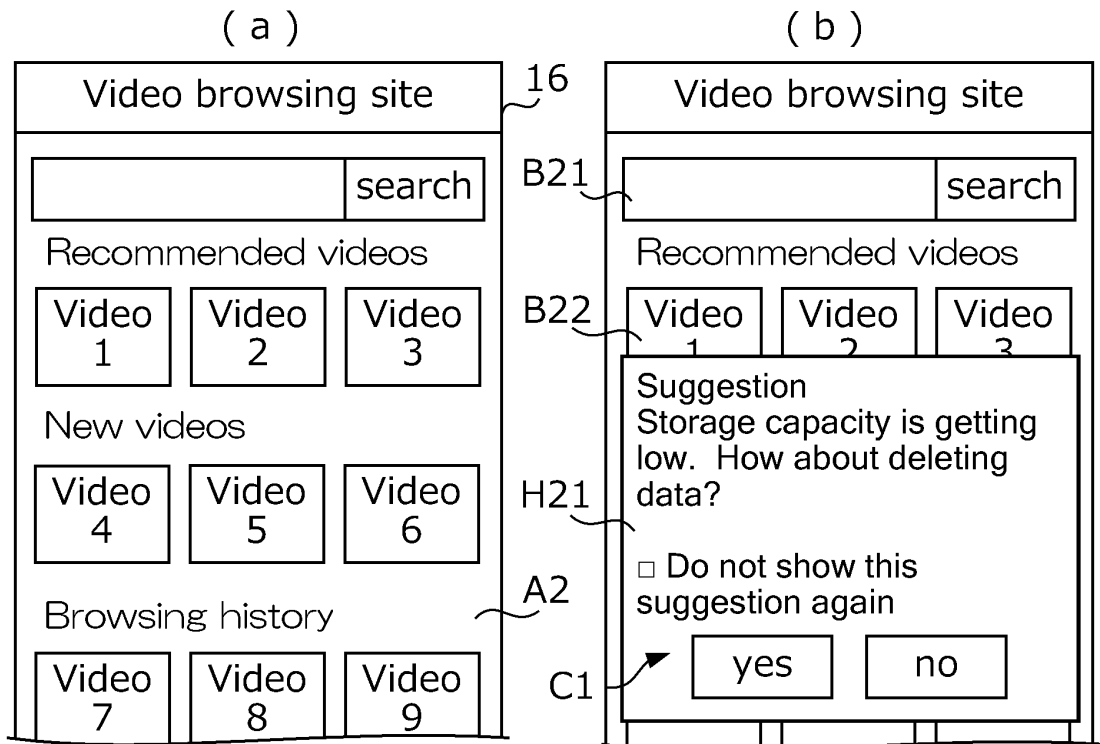 ( a )
Video browsing site
16
search
Recommended videos
Video
1
Video
2
Video
3
New videos
Video
4
Video
5
Video
6
A2
Browsing history
Video
7
Video
8
Video
9
( b )
Video browsing site
B21
search
Recommended videos
B22
Video
1
Video
2
Video
3
Suggestion
Storage capacity is getting
low. How about deleting
data?
H21
□ Do not show this
suggestion again
C1
yes
no